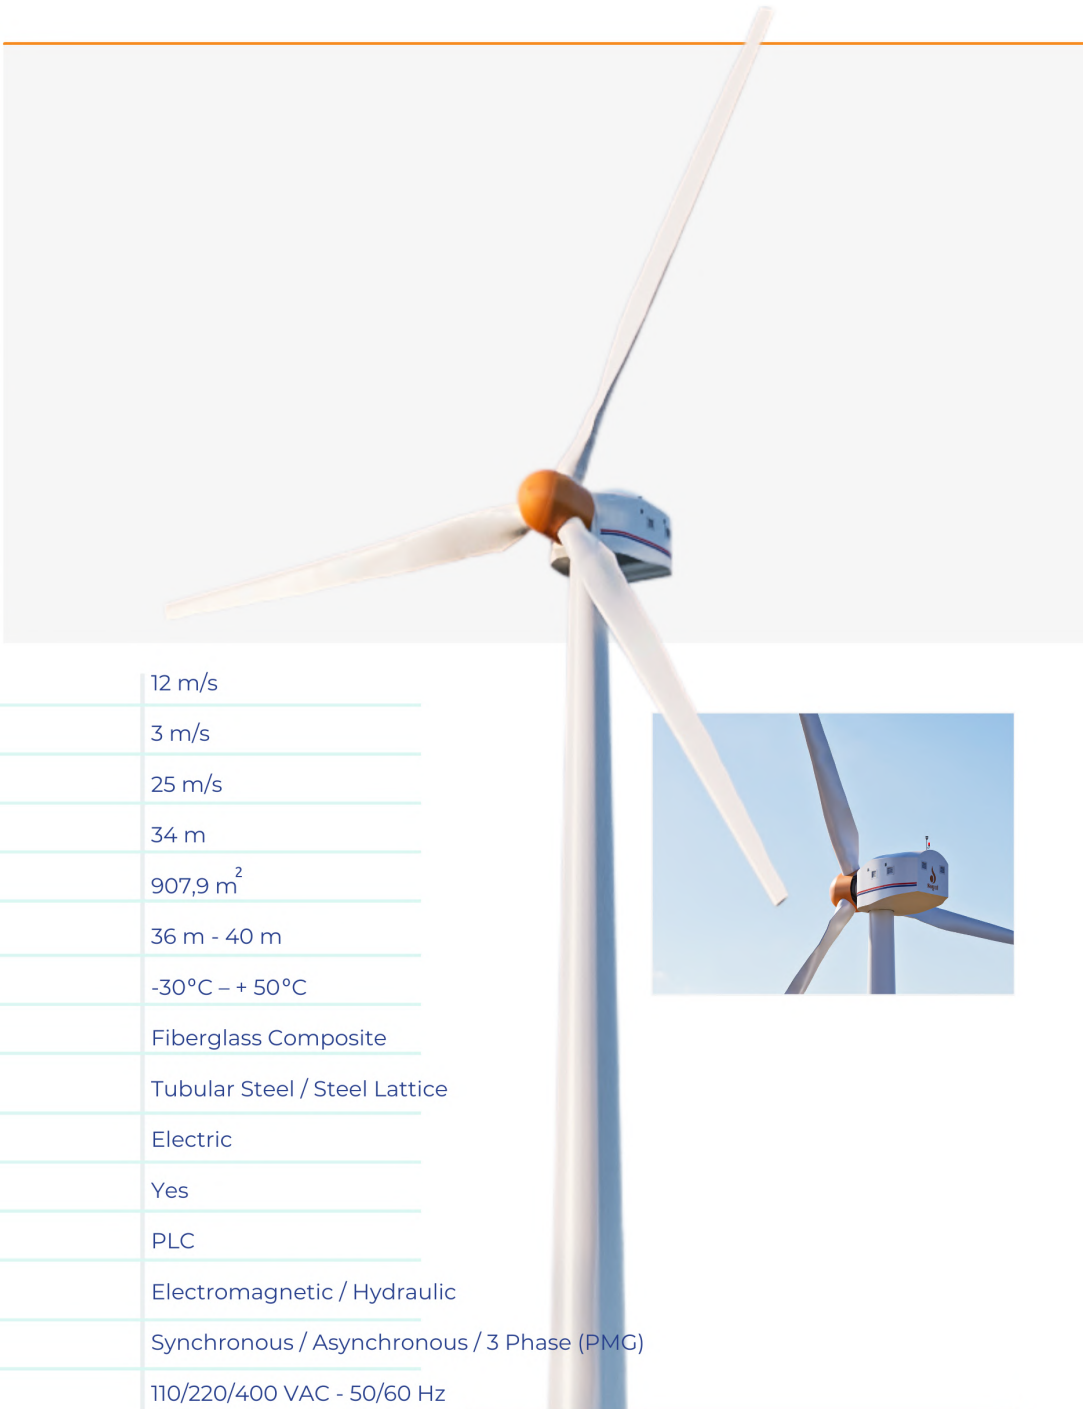 12 m/s
3 m/s
25 m/s
34 m
907,9 m²
36 m - 40 m
-30°C – + 50°C
Fiberglass Composite
Tubular Steel / Steel Lattice
Electric
Yes
PLC
Electromagnetic / Hydraulic
Synchronous / Asynchronous / 3 Phase (PMG)
110/220/400 VAC - 50/60 Hz